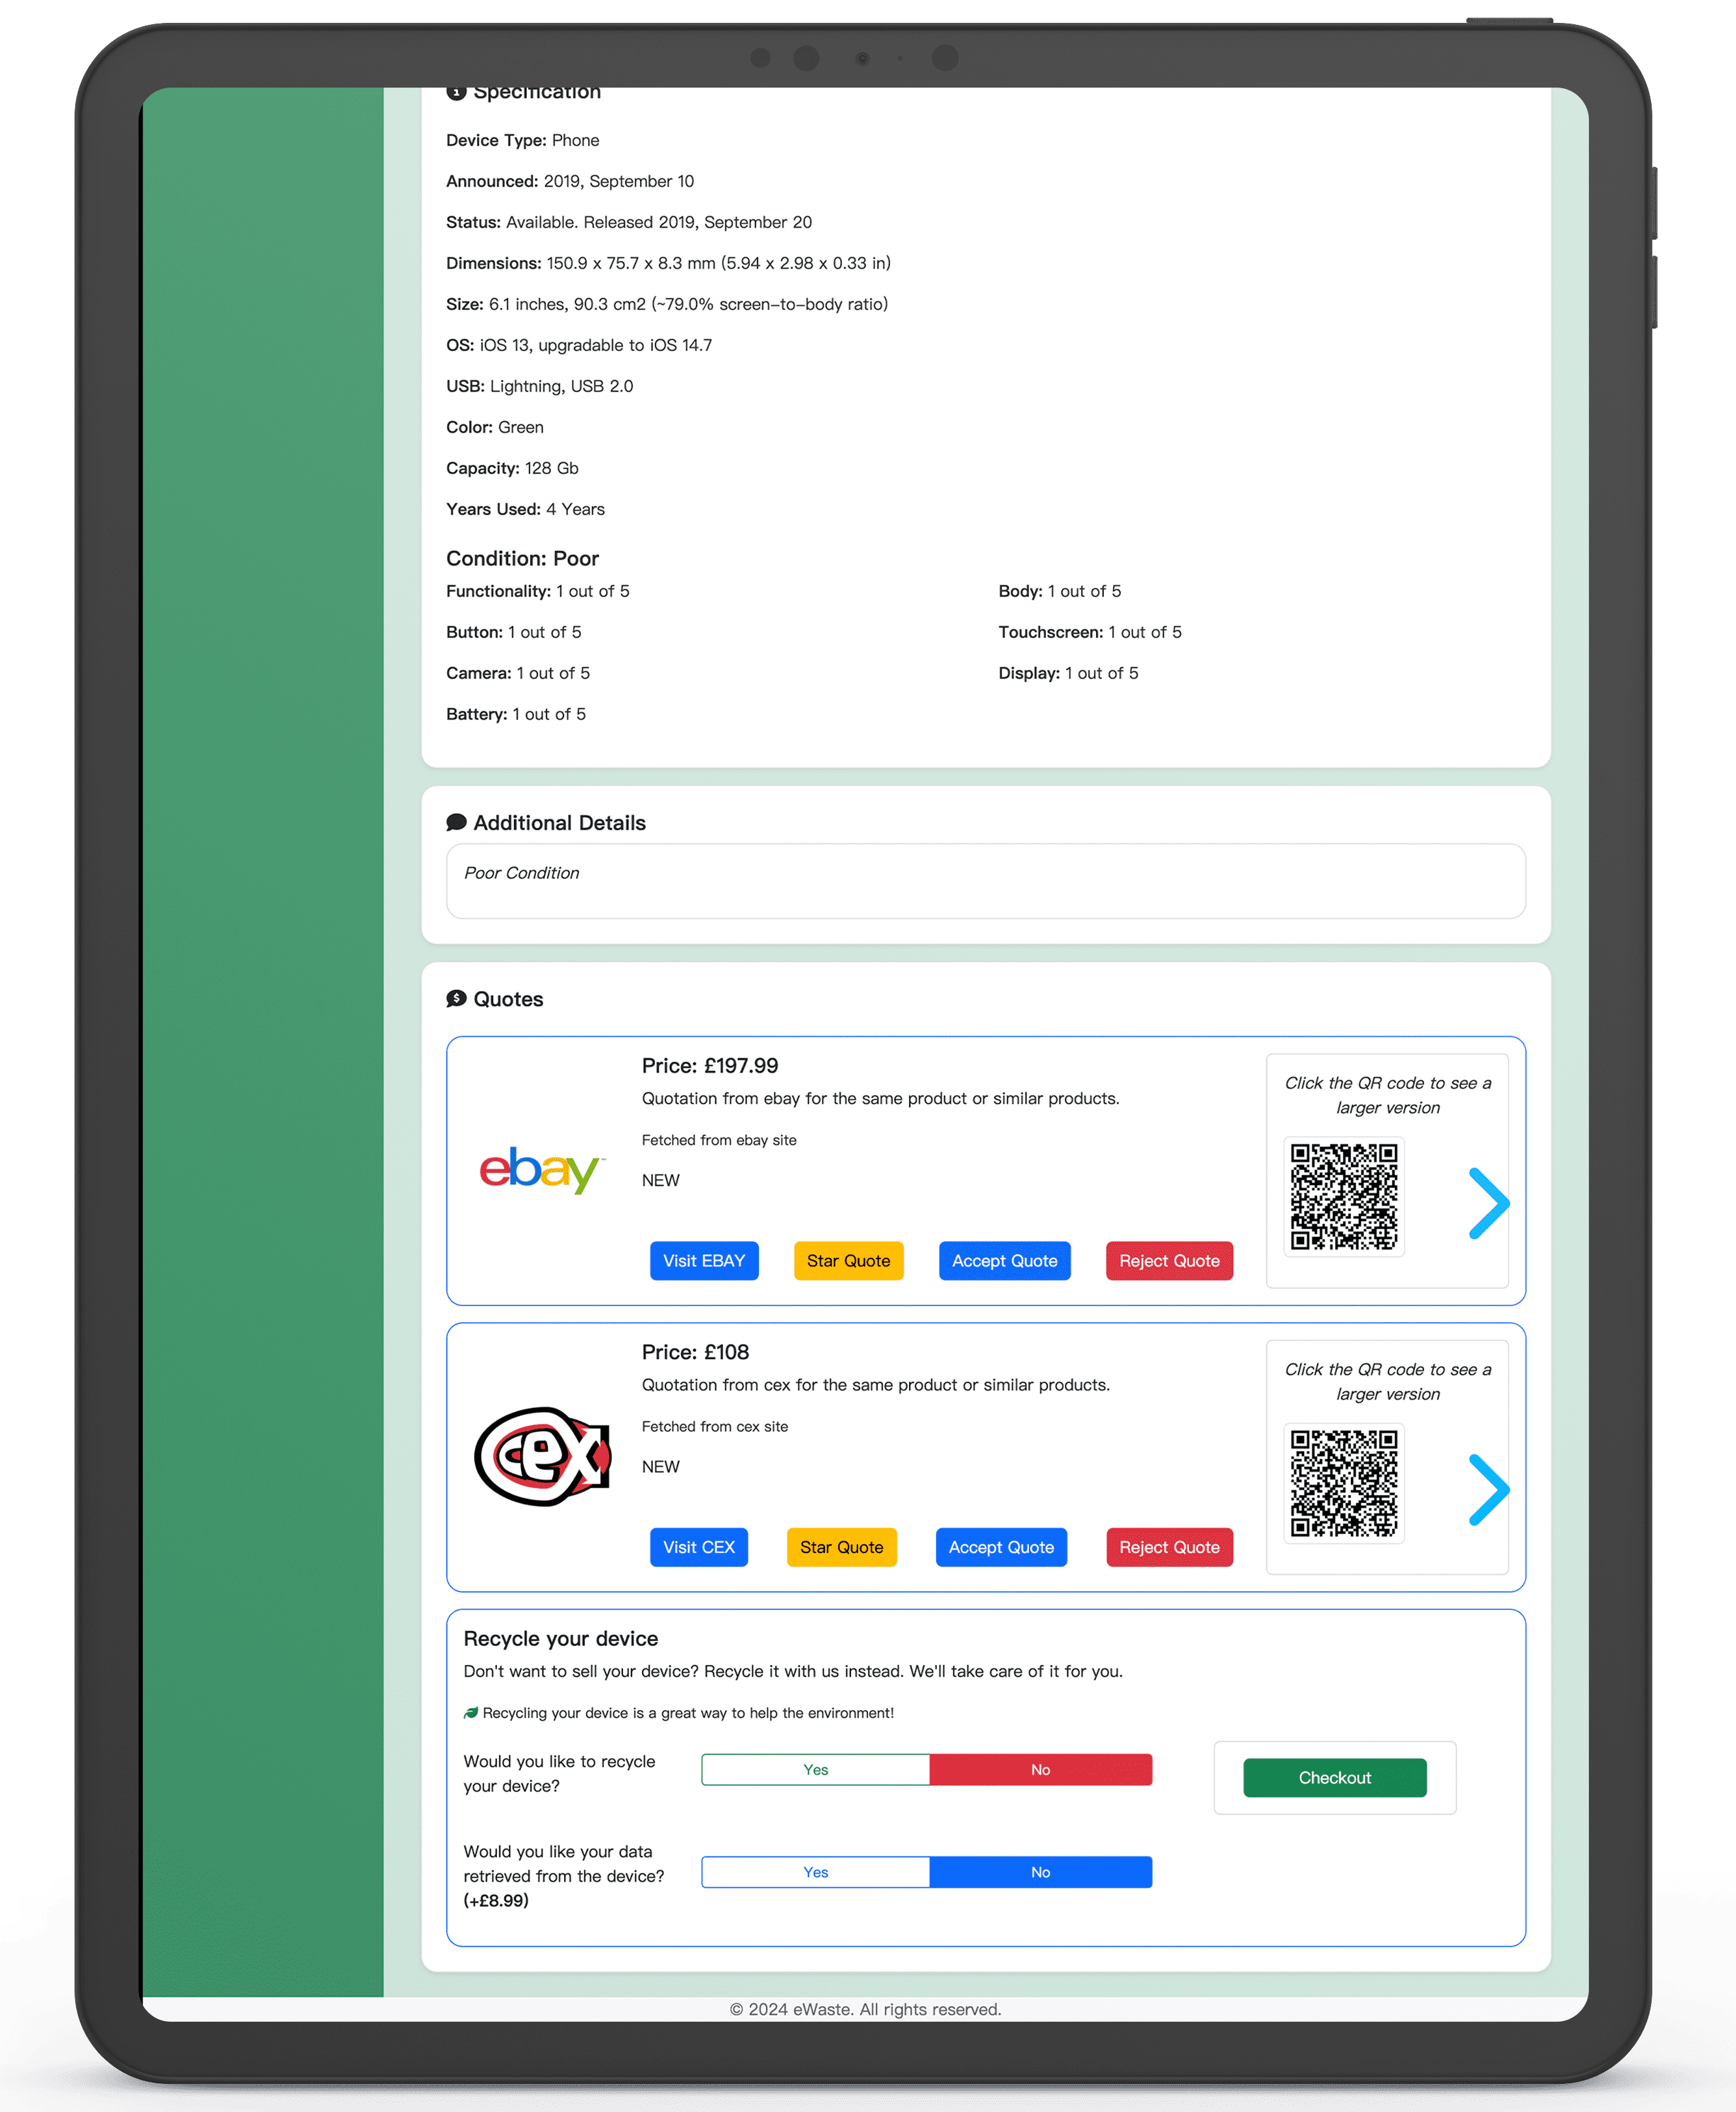 Specification
Device Type: Phone
Announced: 2019, September 10
Status: Available. Released 2019, September 20
Dimensions: 150.9 x 75.7 x 8.3 mm (5.94 x 2.98 x 0.33 in)
Size: 6.1 inches, 90.3 cm2 (~79.0% screen-to-body ratio)
OS: iOS 13, upgradable to iOS 14.7
USB: Lightning, USB 2.0
Color: Green
Capacity: 128 Gb
Years Used: 4 Years
Condition: Poor
Functionality: 1 out of 5
Body: 1 out of 5
Button: 1 out of 5
Touchscreen: 1 out of 5
Camera: 1 out of 5
Display: 1 out of 5
Battery: 1 out of 5
Additional Details
Poor Condition
Quotes
ebay™
Price: £197.99
Quotation from ebay for the same product or similar products.
Fetched from ebay site
NEW
Visit EBAY
Star Quote
Accept Quote
Reject Quote
Click the QR code to see a
larger version
cex
Price: £108
Quotation from cex for the same product or similar products.
Fetched from cex site
NEW
Visit CEX
Star Quote
Accept Quote
Reject Quote
Click the QR code to see a
larger version
Recycle your device
Don't want to sell your device? Recycle it with us instead. We'll take care of it for you.
Recycling your device is a great way to help the environment!
Would you like to recycle
your device?
Yes
No
Checkout
Would you like your data
retrieved from the device?
(+£8.99)
Yes
No
© 2024 eWaste. All rights reserved.